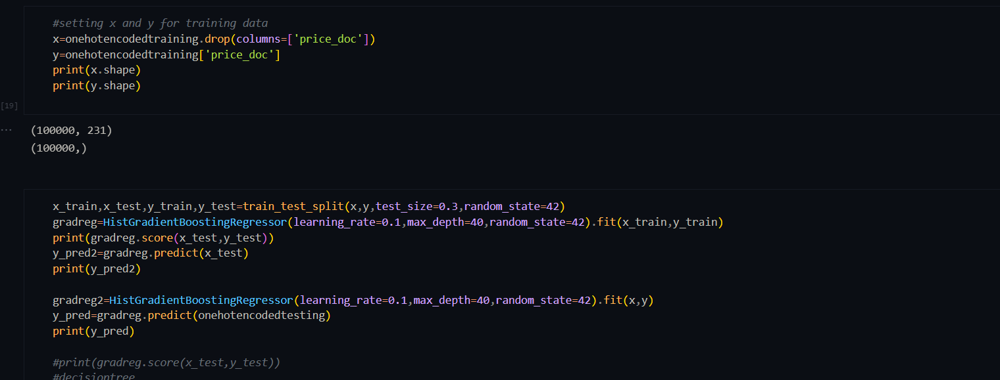 #setting x and y for training data
x=onehotencodedtraining.drop(columns=['price_doc'])
y=onehotencodedtraining['price_doc']
print(x.shape)
print(y.shape)
[19]
... (100000, 231)
(100000,)
x_train,x_test,y_train,y_test=train_test_split(x,y,test_size=0.3,random_state=42)
gradreg=HistGradientBoostingRegressor(learning_rate=0.1,max_depth=40,random_state=42).fit(x_train,y_train)
print(gradreg.score(x_test,y_test))
y_pred2=gradreg.predict(x_test)
print(y_pred2)
gradreg2=HistGradientBoostingRegressor(learning_rate=0.1,max_depth=40,random_state=42).fit(x,y)
y_pred=gradreg.predict(onehotencodedtesting)
print(y_pred)
#print(gradreg.score(x_test,y_test))
#decisiontree